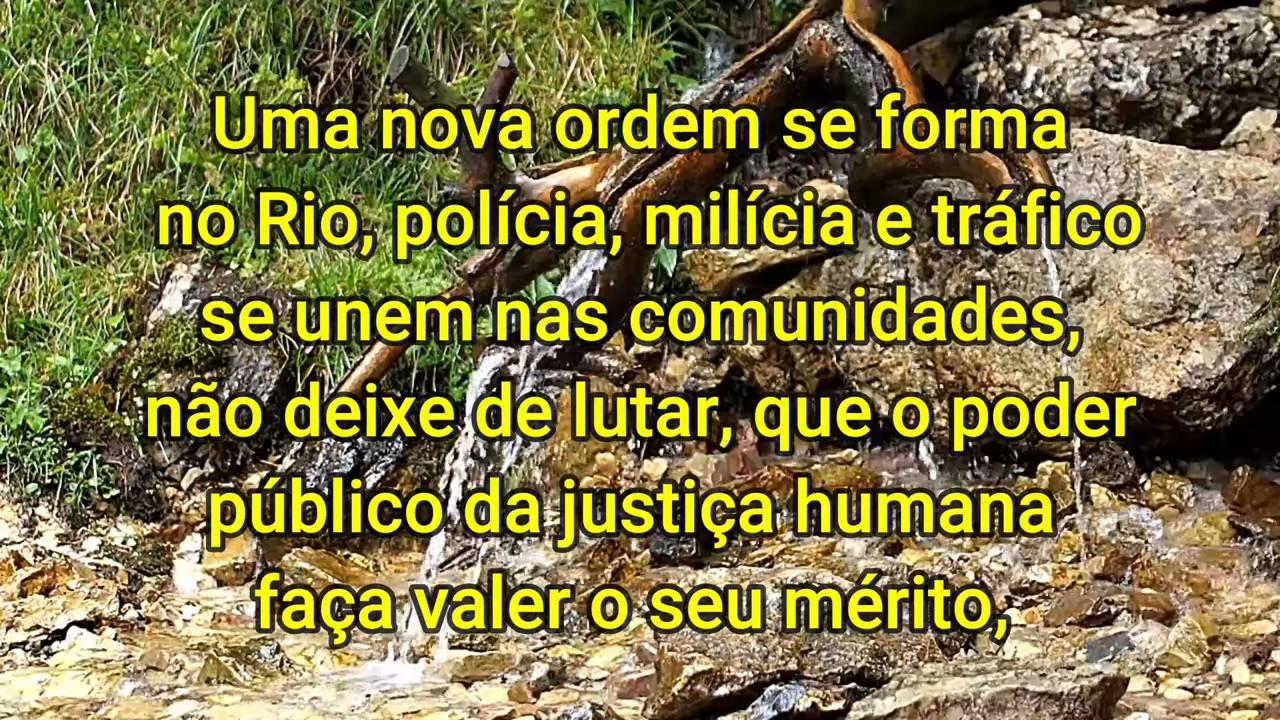 Uma nova ordem se forma
no Rio, polícia, milícia e tráfico
se unem nas comunidades,
não deixe de lutar, que o poder
público da justiça humana
faça valer o seu mérito,